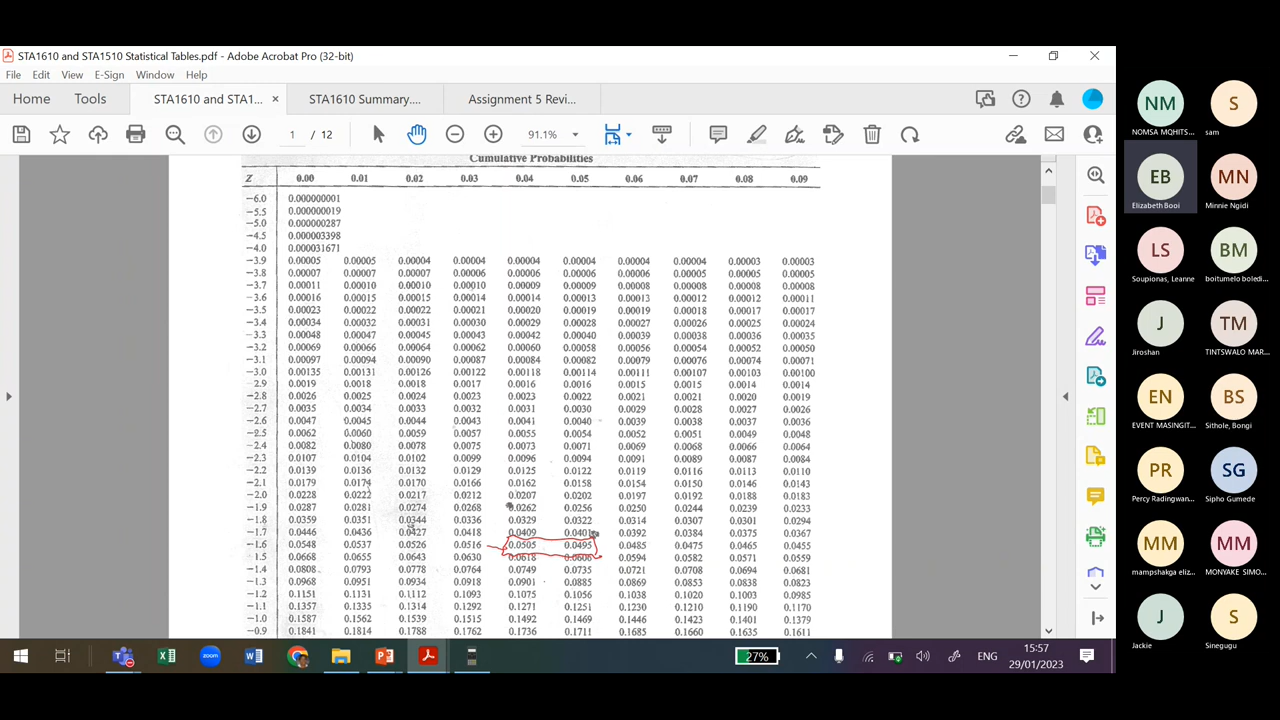 STA1610 and STA1510 Statistical Tables.pdf - Adobe Acrobat Pro (32-bit)
File Edit View E-Sign Window Help
Home Tools STA1610 and STA1... × STA1610 Summary.... Assignment 5 Revi...
1 / 12 91.1%
Cumulative Probabilities
Z 0.00 0.01 0.02 0.03 0.04 0.05 0.06 0.07 0.08 0.09
−6.0 0.000000001
−5.5 0.000000019
−5.0 0.000000287
−4.5 0.000003398
−4.0 0.000031671
−3.9 0.00005 0.00005 0.00004 0.00004 0.00004 0.00004 0.00004 0.00004 0.00003 0.00003
−3.8 0.00007 0.00007 0.00007 0.00006 0.00006 0.00006 0.00006 0.00005 0.00005 0.00005
−3.7 0.00011 0.00010 0.00010 0.00010 0.00009 0.00009 0.00008 0.00008 0.00008 0.00008
−3.6 0.00016 0.00015 0.00015 0.00014 0.00014 0.00013 0.00013 0.00012 0.00012 0.00011
−3.5 0.00023 0.00022 0.00022 0.00021 0.00020 0.00019 0.00019 0.00018 0.00017 0.00017
−3.4 0.00034 0.00032 0.00031 0.00030 0.00029 0.00028 0.00027 0.00026 0.00025 0.00024
−3.3 0.00048 0.00047 0.00045 0.00043 0.00042 0.00040 0.00039 0.00038 0.00036 0.00035
−3.2 0.00069 0.00066 0.00064 0.00062 0.00060 0.00058 0.00056 0.00054 0.00052 0.00050
−3.1 0.00097 0.00094 0.00090 0.00087 0.00084 0.00082 0.00079 0.00076 0.00074 0.00071
−3.0 0.00135 0.00131 0.00126 0.00122 0.00118 0.00114 0.00111 0.00107 0.00103 0.00100
−2.9 0.0019 0.0018 0.0018 0.0017 0.0016 0.0016 0.0015 0.0015 0.0014 0.0014
−2.8 0.0026 0.0025 0.0024 0.0023 0.0023 0.0022 0.0021 0.0021 0.0020 0.0019
−2.7 0.0035 0.0034 0.0033 0.0032 0.0031 0.0030 0.0029 0.0028 0.0027 0.0026
−2.6 0.0047 0.0045 0.0044 0.0043 0.0041 0.0040 0.0039 0.0038 0.0037 0.0036
−2.5 0.0062 0.0060 0.0059 0.0057 0.0055 0.0054 0.0052 0.0051 0.0049 0.0048
−2.4 0.0082 0.0080 0.0078 0.0075 0.0073 0.0071 0.0069 0.0068 0.0066 0.0064
−2.3 0.0107 0.0104 0.0102 0.0099 0.0096 0.0094 0.0091 0.0089 0.0087 0.0084
−2.2 0.0139 0.0136 0.0132 0.0129 0.0125 0.0122 0.0119 0.0116 0.0113 0.0110
−2.1 0.0179 0.0174 0.0170 0.0166 0.0162 0.0158 0.0154 0.0150 0.0146 0.0143
−2.0 0.0228 0.0222 0.0217 0.0212 0.0207 0.0202 0.0197 0.0192 0.0188 0.0183
−1.9 0.0287 0.0281 0.0274 0.0268 0.0262 0.0256 0.0250 0.0244 0.0239 0.0233
−1.8 0.0359 0.0351 0.0344 0.0336 0.0329 0.0322 0.0314 0.0307 0.0301 0.0294
−1.7 0.0446 0.0436 0.0427 0.0418 0.0409 0.0401 0.0392 0.0384 0.0375 0.0367
−1.6 0.0548 0.0537 0.0526 0.0516 0.0505 0.0495 0.0485 0.0475 0.0465 0.0455
−1.5 0.0668 0.0655 0.0643 0.0630 0.0618 0.0606 0.0594 0.0582 0.0571 0.0559
−1.4 0.0808 0.0793 0.0778 0.0764 0.0749 0.0735 0.0721 0.0708 0.0694 0.0681
−1.3 0.0968 0.0951 0.0934 0.0918 0.0901 0.0885 0.0869 0.0853 0.0838 0.0823
−1.2 0.1151 0.1131 0.1112 0.1093 0.1075 0.1056 0.1038 0.1020 0.1003 0.0985
−1.1 0.1357 0.1335 0.1314 0.1292 0.1271 0.1251 0.1230 0.1210 0.1190 0.1170
−1.0 0.1587 0.1562 0.1539 0.1515 0.1492 0.1469 0.1446 0.1423 0.1401 0.1379
−0.9 0.1841 0.1814 0.1788 0.1762 0.1736 0.1711 0.1685 0.1660 0.1635 0.1611
27% ENG 15:57
29/01/2023
NM S
NOMSA MQHITS... sam
EB MN
Elizabeth Booi Minnie Ngidi
LS BM
Soupionas, Leanne boitumelo boledi...
J TM
Jiroshan TINTSWALO MAR...
EN BS
EVENT MASINGIT... Sithole, Bongi
PR SG
Percy Radingwan... Sipho Gumede
MM MM
mampshakga eliz... MONYAKE SIMO...
J S
Jackie Sinegugu